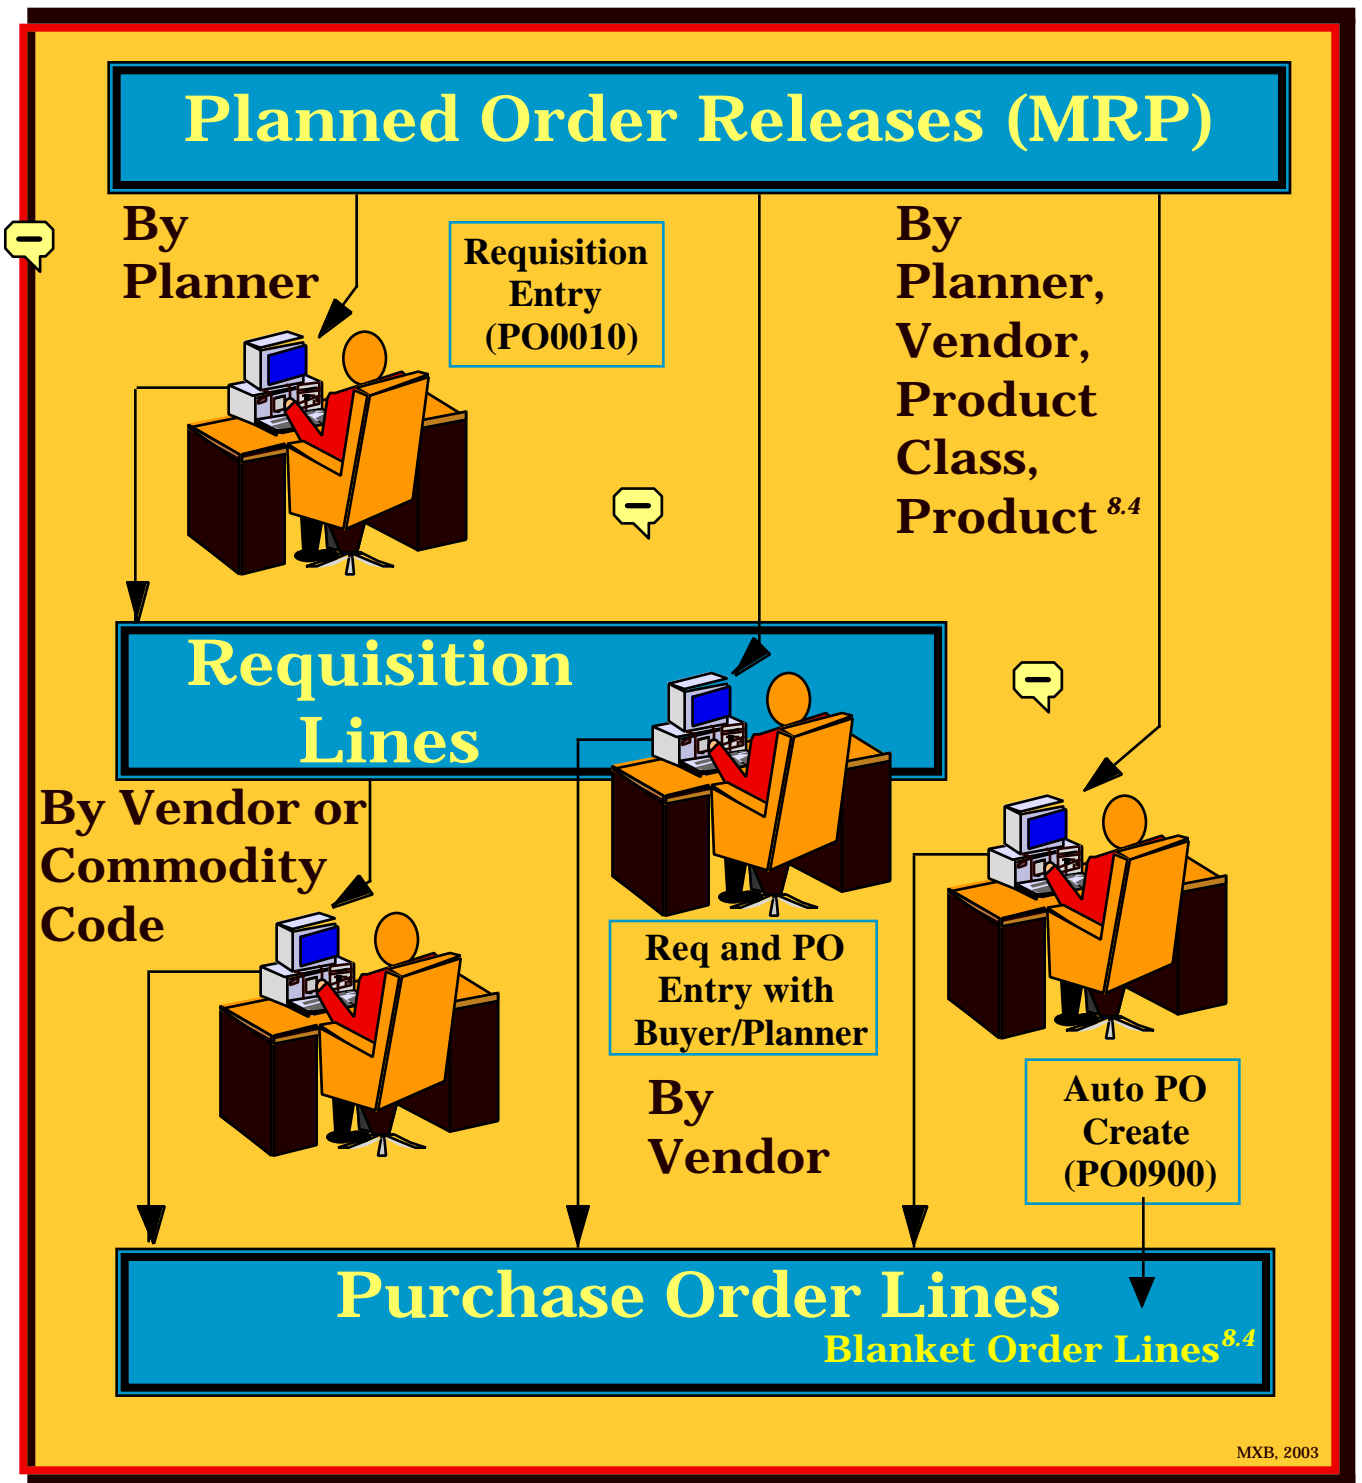 Planned Order Releases (MRP)
By
Planner
Requisition
Entry
(PO0010)
By
Planner,
Vendor,
Product
Class,
Product 8.4
Requisition
Lines
By Vendor or
Commodity
Code
Req and PO
Entry with
Buyer/Planner
By
Vendor
Auto PO
Create
(PO0900)
Purchase Order Lines
Blanket Order Lines8.4
MXB, 2003